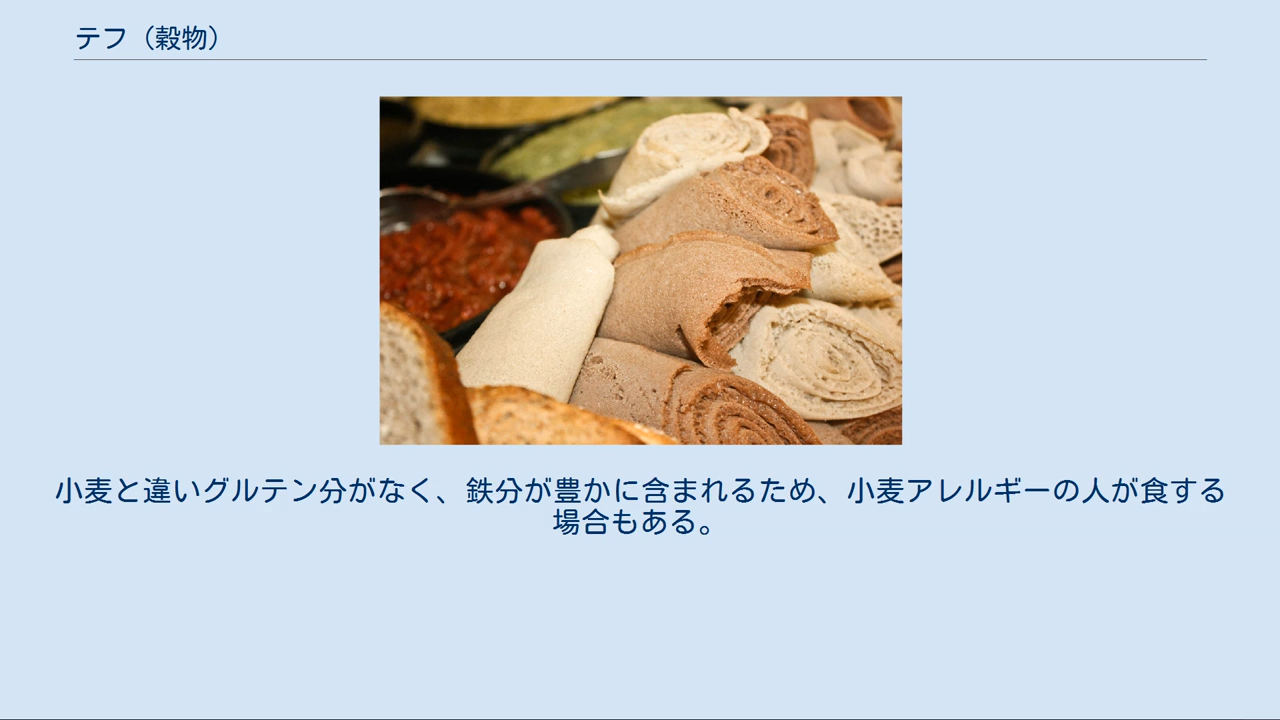 テフ（穀物）
小麦と違いグルテン分がなく、鉄分が豊かに含まれるため、小麦アレルギーの人が食する
場合もある。